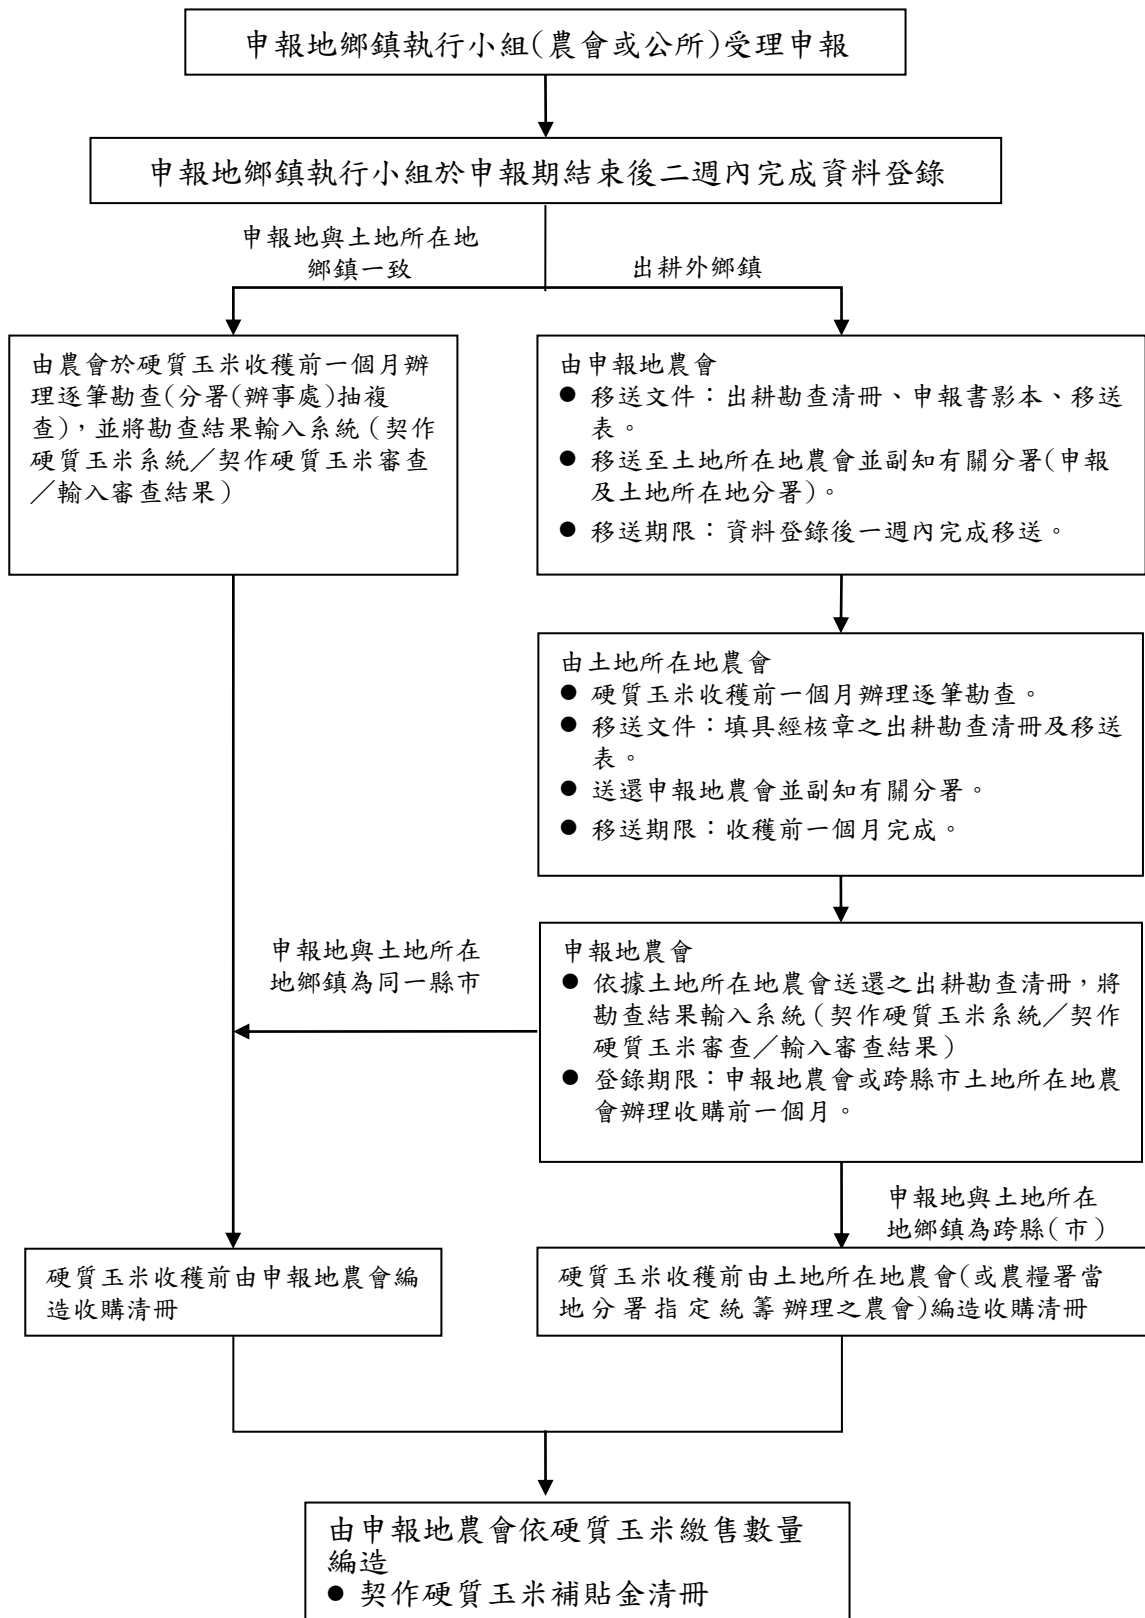 申報地鄉鎮執行小組(農會或公所)受理申報
申報地鄉鎮執行小組於申報期結束後二週內完成資料登錄
申報地與土地所在地
鄉鎮一致
出耕外鄉鎮
由農會於硬質玉米收穫前一個月辦
理逐筆勘查(分署(辦事處)抽複
查)，並將勘查結果輸入系統（契作
硬質玉米系統／契作硬質玉米審查
／輸入審查結果）
由申報地農會
● 移送文件：出耕勘查清冊、申報書影本、移送
表。
● 移送至土地所在地農會並副知有關分署(申報
及土地所在地分署)。
● 移送期限：資料登錄後一週內完成移送。
由土地所在地農會
● 硬質玉米收穫前一個月辦理逐筆勘查。
● 移送文件：填具經核章之出耕勘查清冊及移送
表。
● 送還申報地農會並副知有關分署。
● 移送期限：收穫前一個月完成。
申報地與土地所在
地鄉鎮為同一縣市
申報地農會
● 依據土地所在地農會送還之出耕勘查清冊，將
勘查結果輸入系統（契作硬質玉米系統／契作
硬質玉米審查／輸入審查結果）
● 登錄期限：申報地農會或跨縣市土地所在地農
會辦理收購前一個月。
申報地與土地所在
地鄉鎮為跨縣（市）
硬質玉米收穫前由申報地農會編
造收購清冊
硬質玉米收穫前由土地所在地農會(或農糧署當
地分署指定統籌辦理之農會)編造收購清冊
由申報地農會依硬質玉米繳售數量
編造
● 契作硬質玉米補貼金清冊